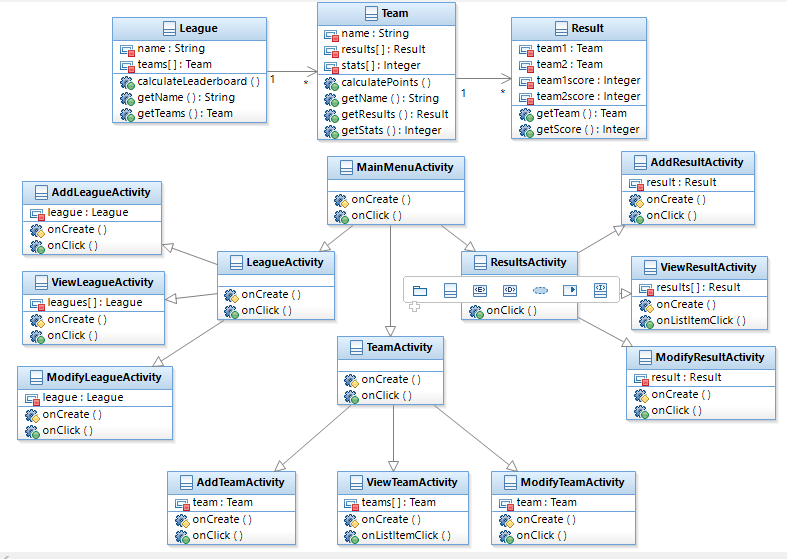 League
name : String
teams[] : Team
calculateLeaderboard ( )
getName ( ) : String
getTeams ( ) : Team
1
*
Team
name : String
results[] : Result
stats[] : Integer
calculatePoints ( )
getName ( ) : String
getResults ( ) : Result
getStats ( ) : Integer
1
*
Result
team1 : Team
team2 : Team
team1score : Integer
team2score : Integer
getTeam ( ) : Team
getScore ( ) : Integer
MainMenuActivity
onCreate ( )
onClick ( )
AddResultActivity
result : Result
onCreate ( )
onClick ( )
AddLeagueActivity
league : League
onCreate ( )
onClick ( )
LeagueActivity
onCreate ( )
onClick ( )
ResultsActivity
onClick ( )
ViewResultActivity
results[] : Result
onCreate ( )
onListItemClick ( )
ViewLeagueActivity
leagues[] : League
onCreate ( )
onClick ( )
TeamActivity
onCreate ( )
onClick ( )
ModifyResultActivity
result : Result
onCreate ( )
onClick ( )
ModifyLeagueActivity
league : League
onCreate ( )
onClick ( )
AddTeamActivity
team : Team
onCreate ( )
onClick ( )
ViewTeamActivity
teams[] : Team
onCreate ( )
onListItemClick ( )
ModifyTeamActivity
team : Team
onCreate ( )
onClick ( )